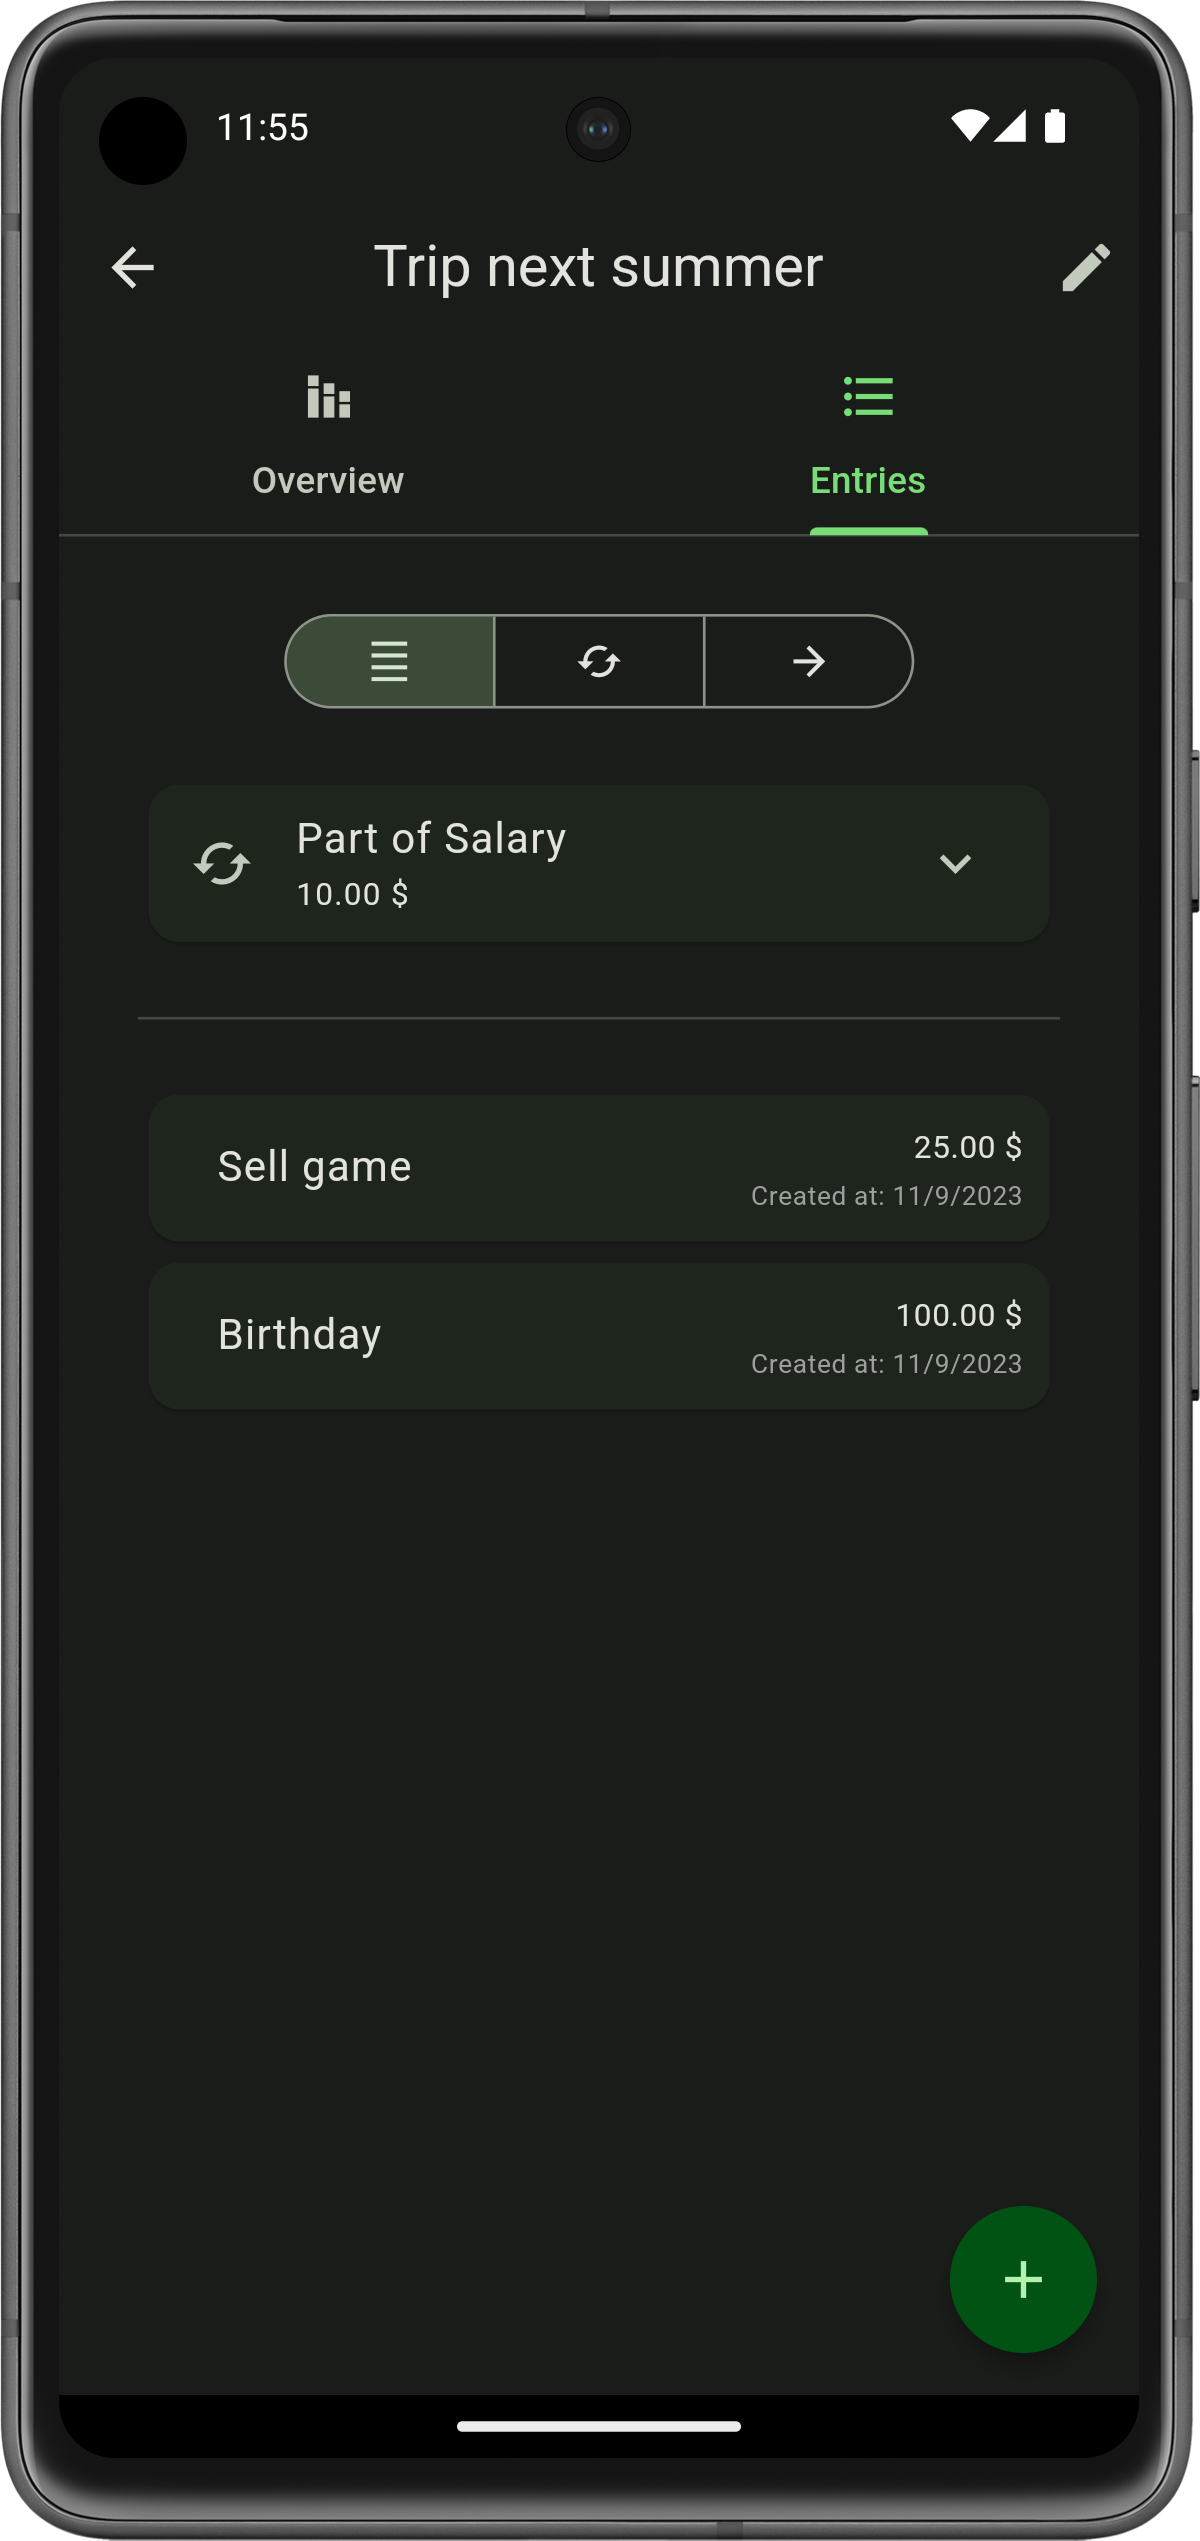 11:55
Trip next summer
Overview
Entries
Part of Salary
10.00 $
Sell game
25.00 $
Created at: 11/9/2023
Birthday
100.00 $
Created at: 11/9/2023